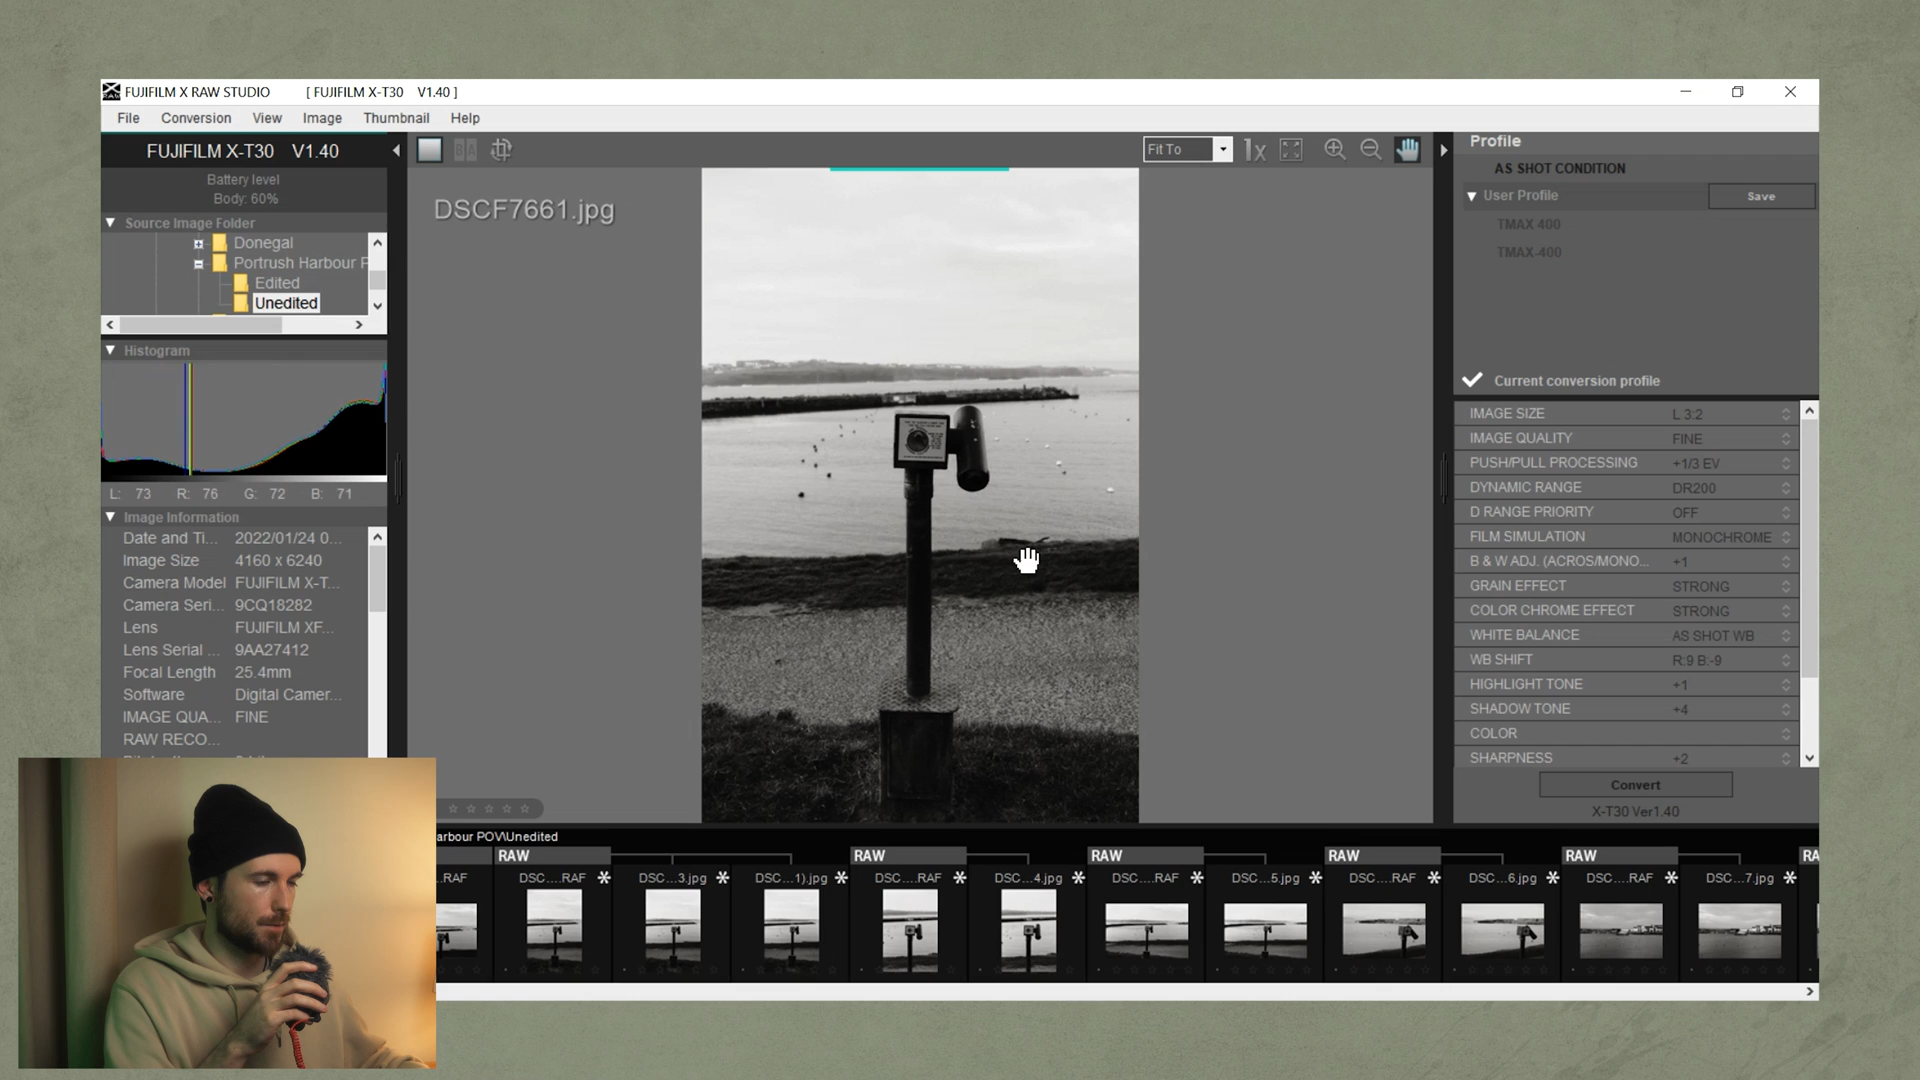 FUJIFILM X RAW STUDIO [ FUJIFILM X-T30 V1.40 ]
File Conversion View Image Thumbnail Help
FUJIFILM X-T30 V1.40
Battery level
Body: 60%
Source Image Folder
Donegal
Portrush Harbour P
Edited
Unedited
Histogram
L: 73 R: 76 G: 72 B: 71
Image Information
Date and Ti... 2022/01/24 0...
Image Size 4160 x 6240
Camera Model FUJIFILM X-T...
Camera Seri... 9CQ18282
Lens FUJIFILM XF...
Lens Serial ... 9AA27412
Focal Length 25.4mm
Software Digital Camer...
IMAGE QUA... FINE
RAW RECO...
BA
Fit To
1x
DSCF7661.jpg
Profile
AS SHOT CONDITION
User Profile
Save
TMAX 400
TMAX-400
Current conversion profile
IMAGE SIZE L 3:2
IMAGE QUALITY FINE
PUSH/PULL PROCESSING +1/3 EV
DYNAMIC RANGE DR200
D RANGE PRIORITY OFF
FILM SIMULATION MONOCHROME
B & W ADJ. (ACROS/MONO... +1
GRAIN EFFECT STRONG
COLOR CHROME EFFECT STRONG
WHITE BALANCE AS SHOT WB
WB SHIFT R:9 B:-9
HIGHLIGHT TONE +1
SHADOW TONE +4
COLOR
SHARPNESS +2
Convert
X-T30 Ver1.40
arbour POV\Unedited
RAW RAW RAW RAW RAW RA
.RAF DSC....RAF DSC...3.jpg DSC...1).jpg DSC....RAF DSC...4.jpg DSC....RAF DSC...5.jpg DSC....RAF DSC...6.jpg DSC....RAF DSC...7.jpg